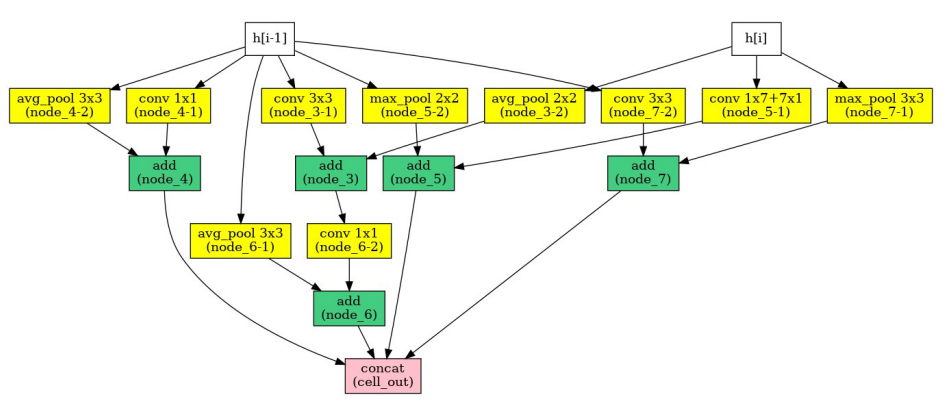 h[i-1]
h[i]
avg_pool 3x3
(node_4-2)
conv 1x1
(node_4-1)
conv 3x3
(node_3-1)
max_pool 2x2
(node_5-2)
avg_pool 2x2
(node_3-2)
conv 3x3
(node_7-2)
conv 1x7+7x1
(node_5-1)
max_pool 3x3
(node_7-1)
add
(node_4)
add
(node_3)
add
(node_5)
add
(node_7)
avg_pool 3x3
(node_6-1)
conv 1x1
(node_6-2)
add
(node_6)
concat
(cell_out)